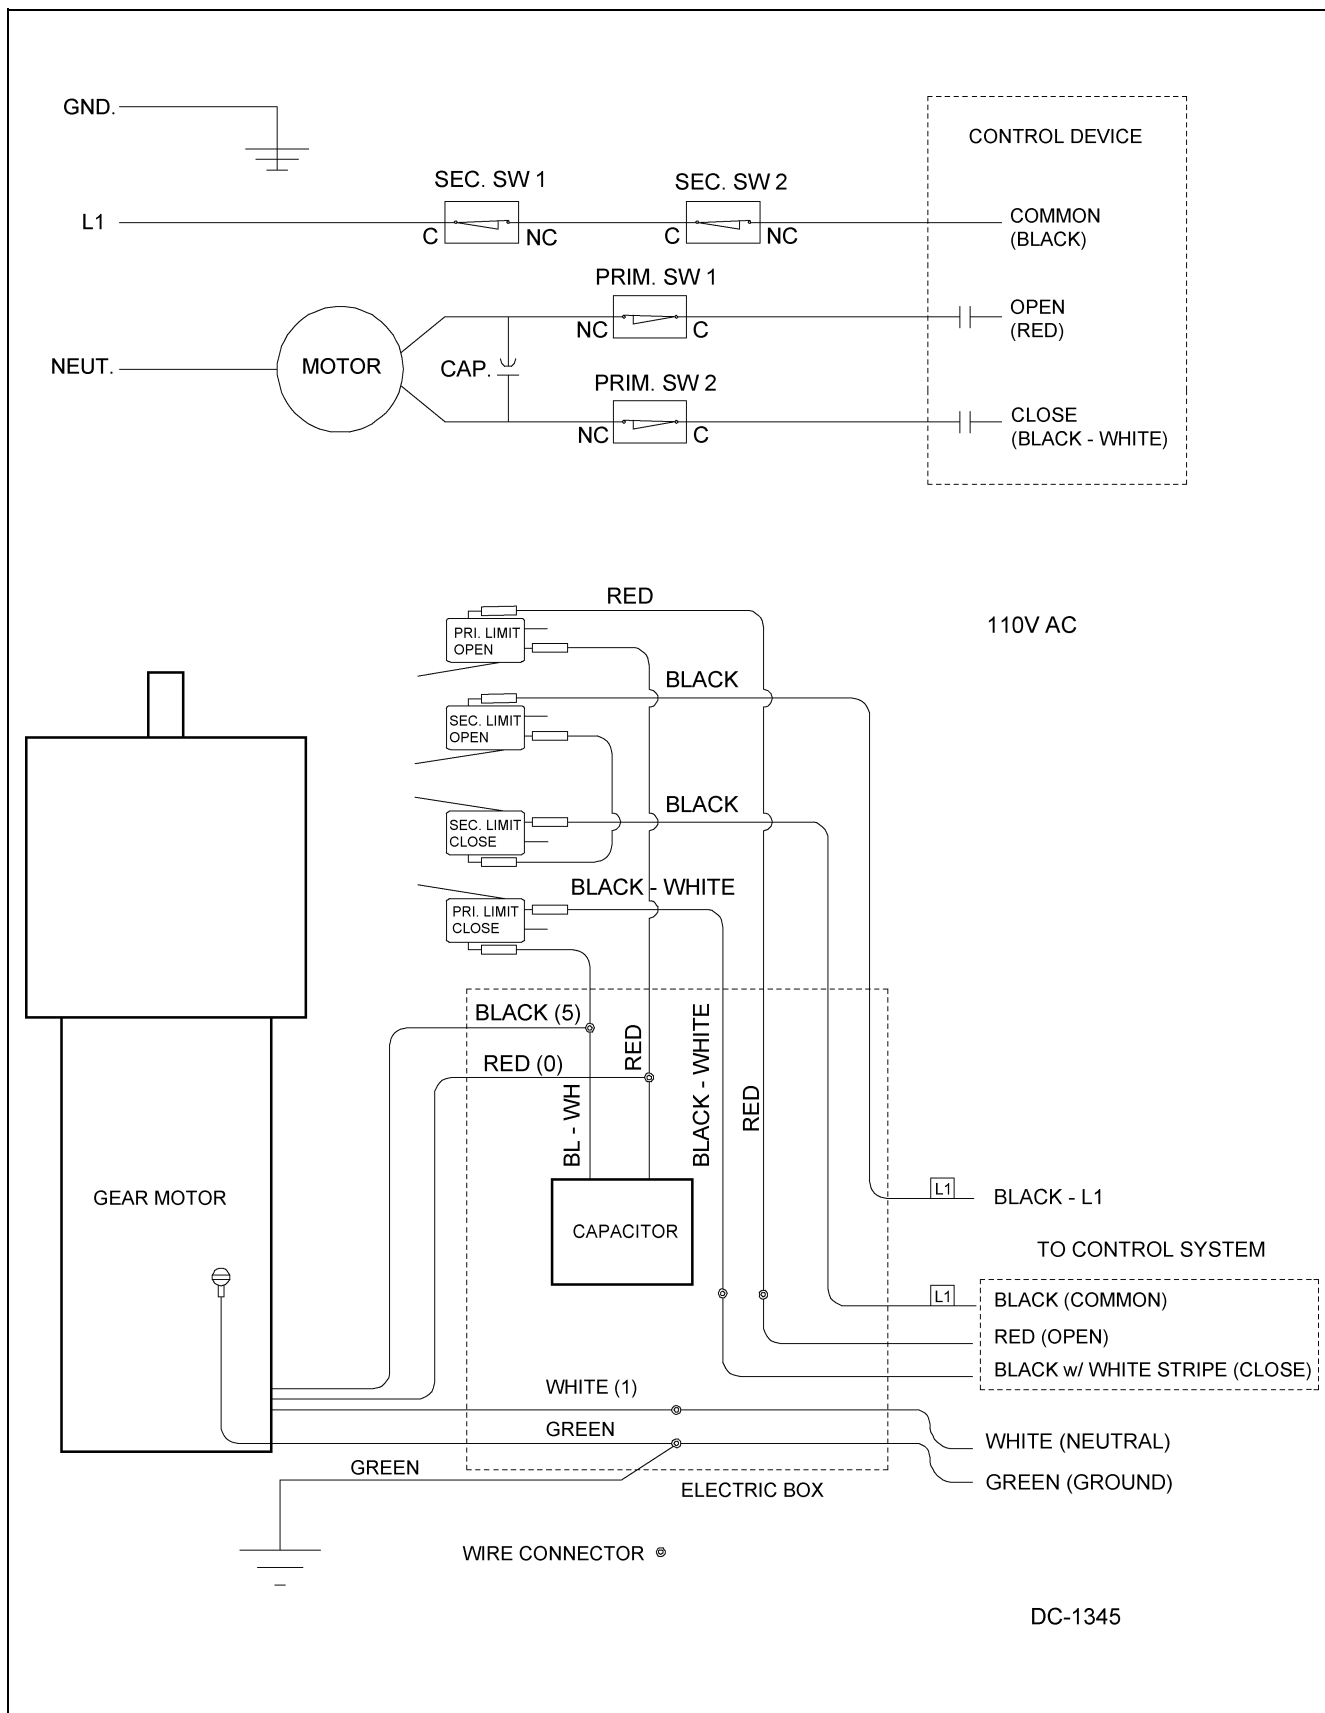 GND.
CONTROL DEVICE
SEC. SW 1
SEC. SW 2
L1
C
NC
C
NC
COMMON
(BLACK)
PRIM. SW 1
NC
C
OPEN
(RED)
NEUT.
MOTOR
CAP.
PRIM. SW 2
NC
C
CLOSE
(BLACK - WHITE)
RED
110V AC
PRI. LIMIT
OPEN
BLACK
SEC. LIMIT
OPEN
BLACK
SEC. LIMIT
CLOSE
BLACK - WHITE
PRI. LIMIT
CLOSE
BLACK (5)
RED (0)
RED
BL - WH
BLACK - WHITE
RED
GEAR MOTOR
CAPACITOR
L1
BLACK - L1
TO CONTROL SYSTEM
L1
BLACK (COMMON)
RED (OPEN)
BLACK w/ WHITE STRIPE (CLOSE)
WHITE (1)
GREEN
WHITE (NEUTRAL)
GREEN
GREEN (GROUND)
ELECTRIC BOX
WIRE CONNECTOR
DC-1345